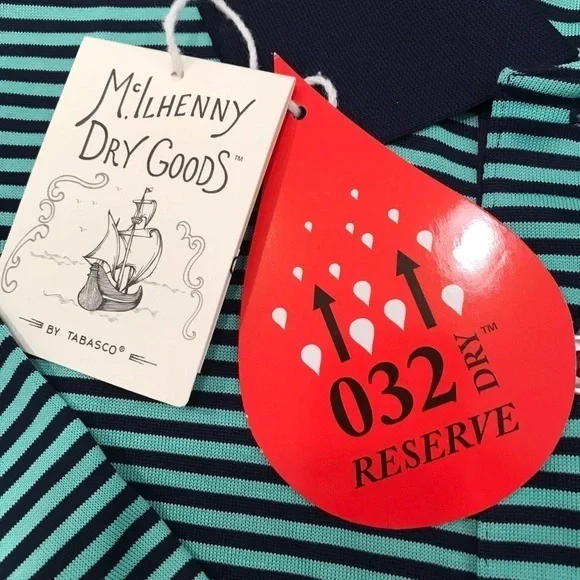 McILHENNY
DRY GOODS™
BY TABASCO®
032
DRY™
RESERVE